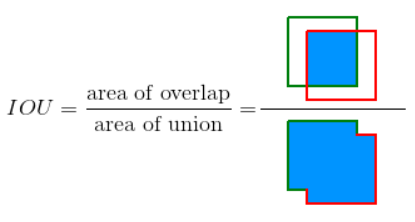 IOU = area of overlap / area of union =